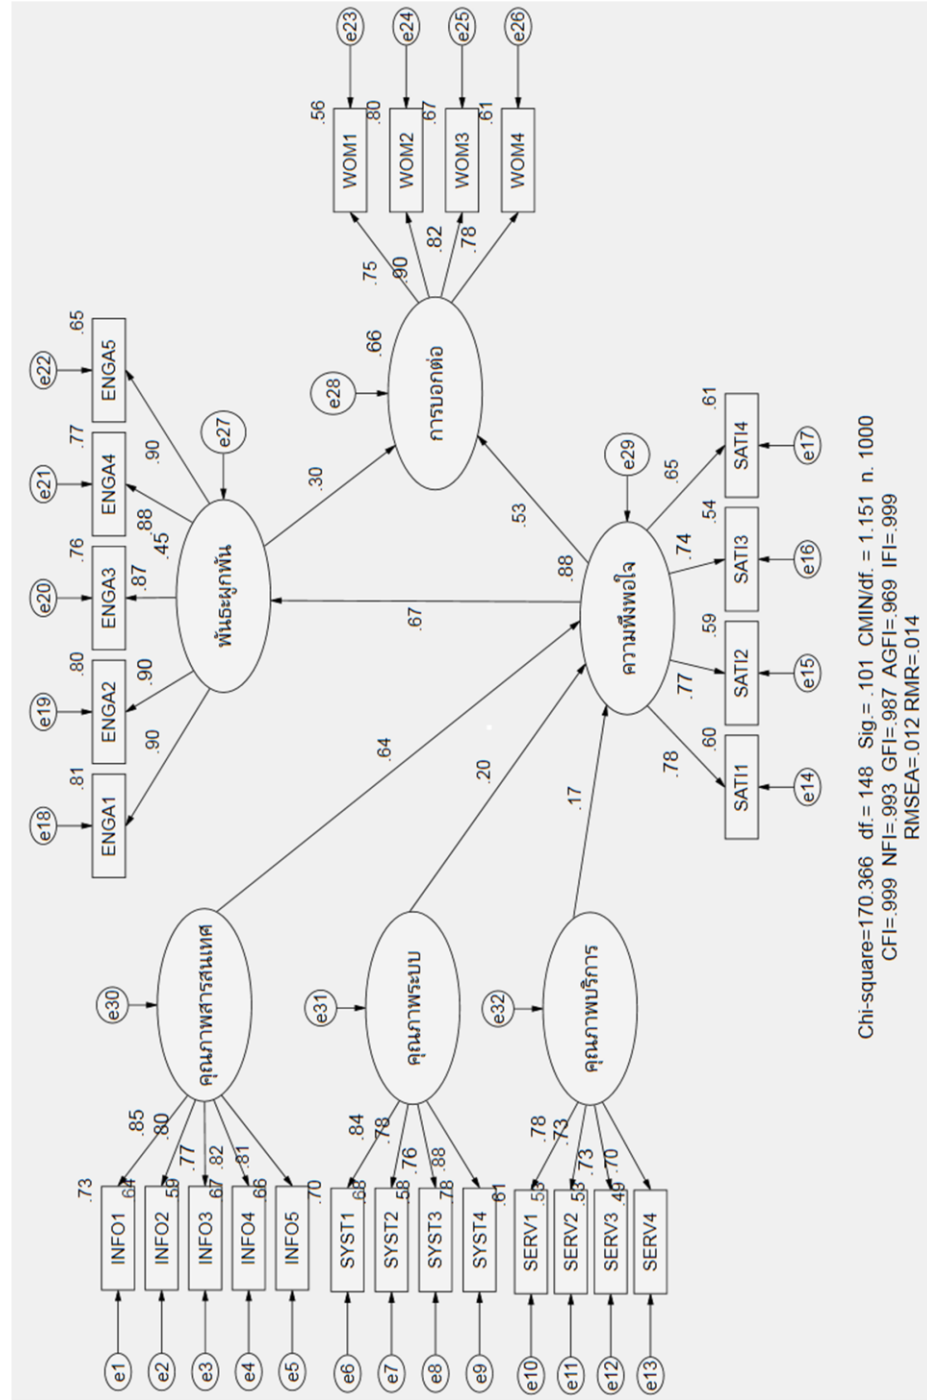 e1
e2
e3
e4
e5
e6
e7
e8
e9
e10
e11
e12
e13
INFO1
INFO2
INFO3
INFO4
INFO5
SYST1
SYST2
SYST3
SYST4
SERV1
SERV2
SERV3
SERV4
.73
.64
.59
.67
.66
.70
.68
.58
.78
.61
.53
.53
.49
.85
.80
.77
.82
.81
.84
.78
.76
.88
.78
.73
.73
.70
e30
คุณภาพสารสนเทศ
e31
คุณภาพระบบ
e32
คุณภาพบริการ
.64
.20
.17
e18
e19
e20
e21
e22
.81
.80
.76
.77
.65
ENGA1
ENGA2
ENGA3
ENGA4
ENGA5
.90
.90
.87
.88
.90
.45
e27
พันธะผูกพัน
.67
.30
.53
e28
.66
การบอกต่อ
.75
.90
.82
.78
.56
.80
.67
.61
WOM1
WOM2
WOM3
WOM4
e23
e24
e25
e26
e29
.88
ความพึงพอใจ
.78
.77
.74
.65
.60
.59
.54
.61
SATI1
SATI2
SATI3
SATI4
e14
e15
e16
e17
Chi-square=170.366 df.= 148 Sig.= .101 CMIN/df. = 1.151 n. 1000
CFI=.999 NFI=.993 GFI=.987 AGFI=.969 IFI=.999
RMSEA=.012 RMR=.014